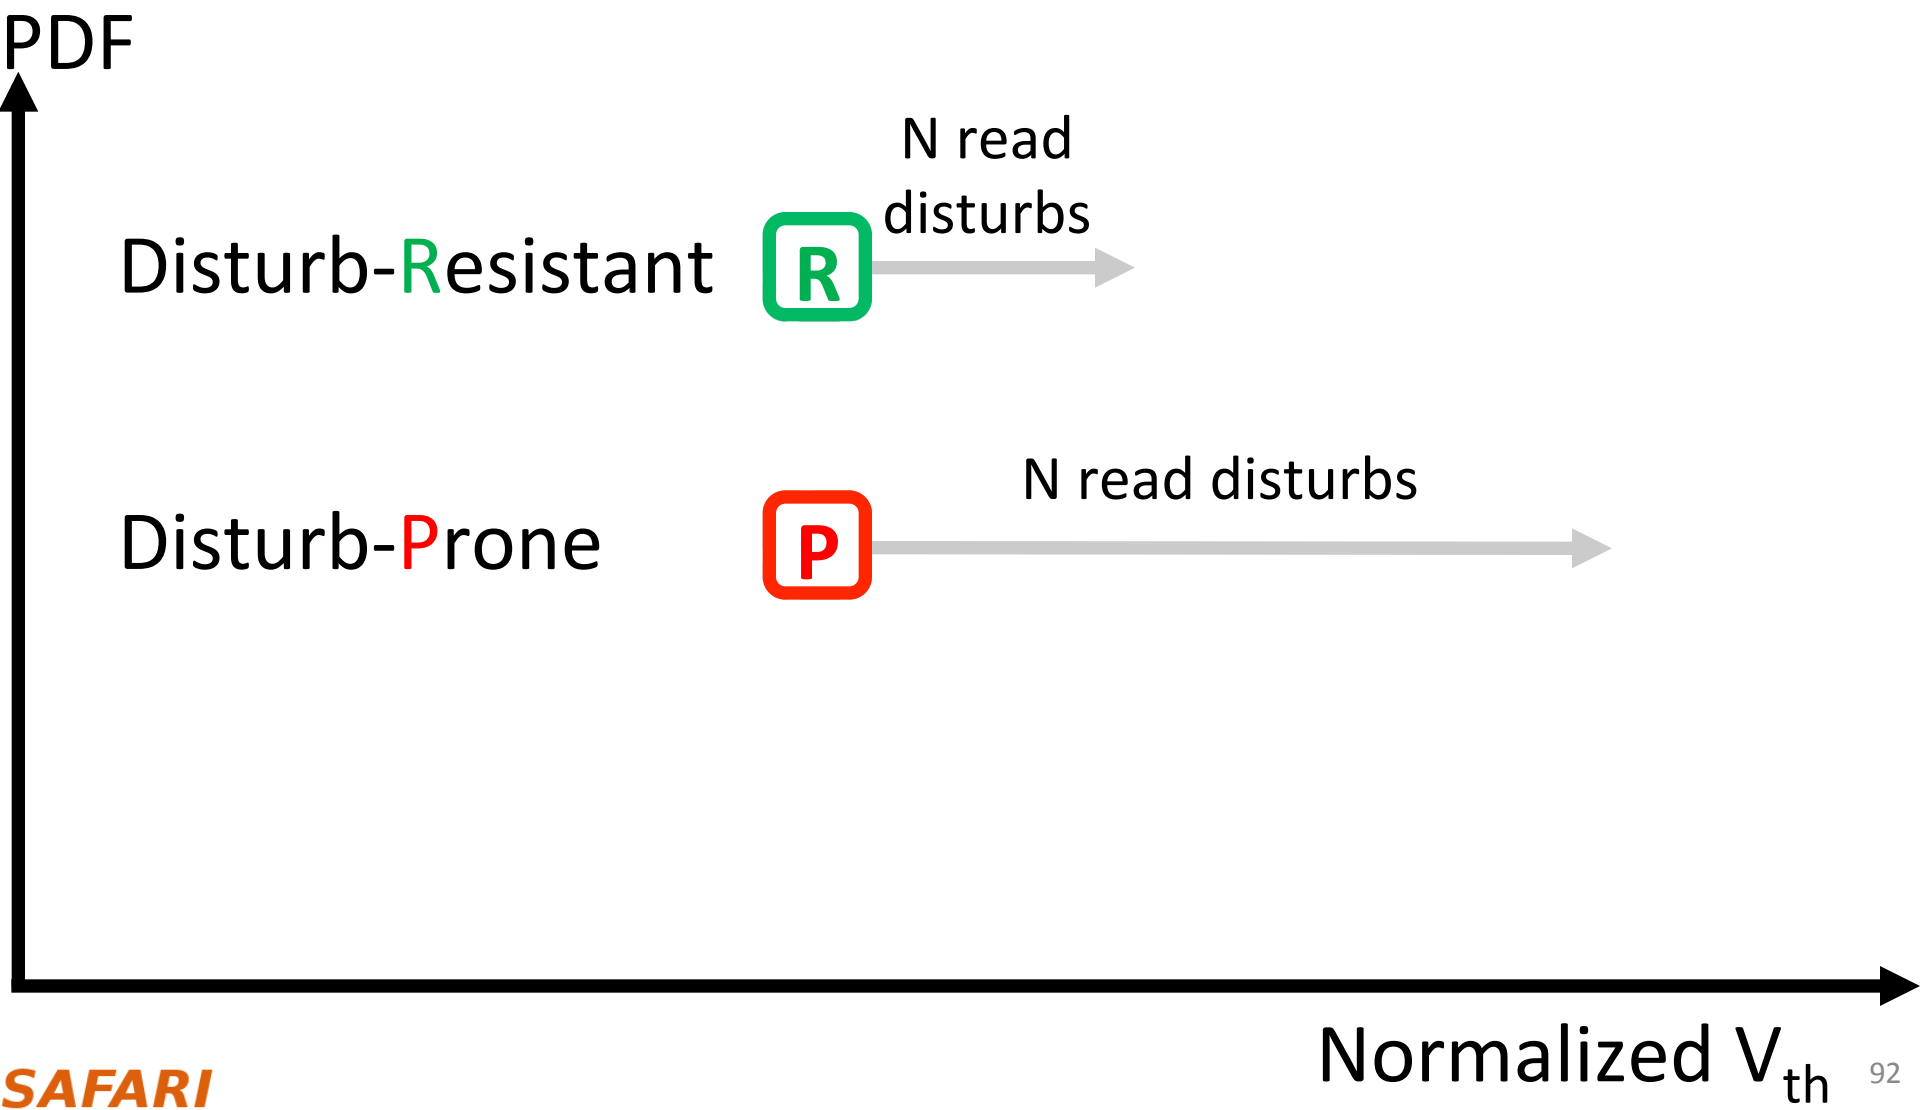 PDF
N read
disturbs
Disturb-Resistant
R
N read disturbs
Disturb-Prone
P
Normalized Vth
SAFARI
92